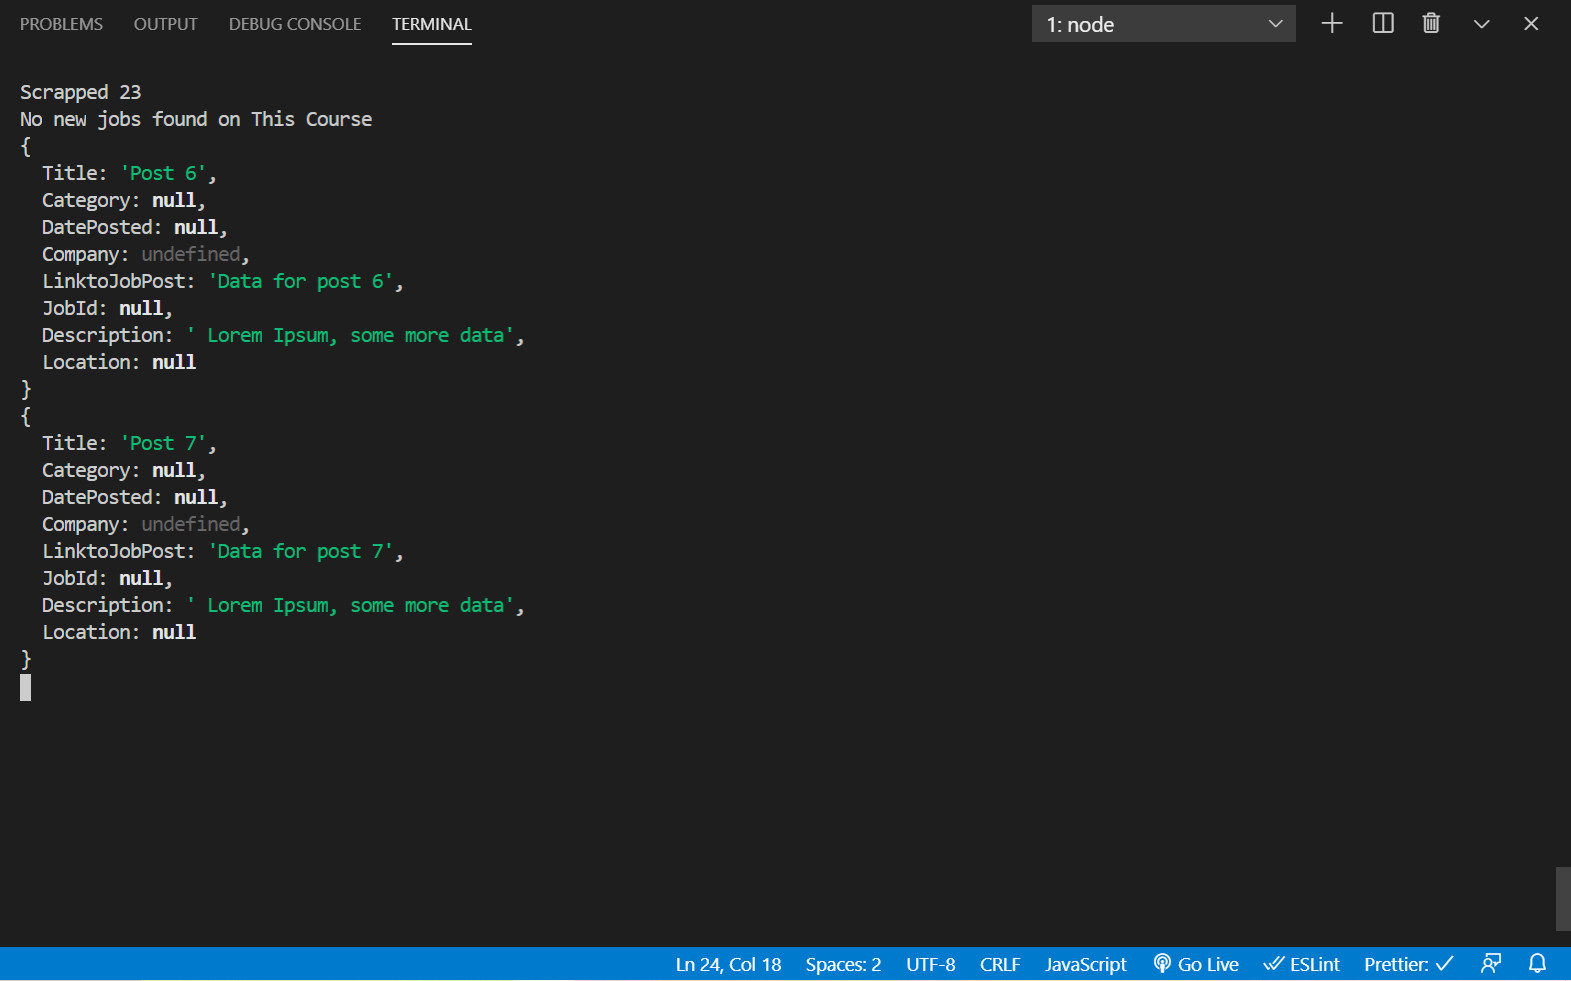 PROBLEMS OUTPUT DEBUG CONSOLE TERMINAL 1: node
Scrapped 23
No new jobs found on This Course
{
  Title: 'Post 6',
  Category: null,
  DatePosted: null,
  Company: undefined,
  LinktoJobPost: 'Data for post 6',
  JobId: null,
  Description: ' Lorem Ipsum, some more data',
  Location: null
}
{
  Title: 'Post 7',
  Category: null,
  DatePosted: null,
  Company: undefined,
  LinktoJobPost: 'Data for post 7',
  JobId: null,
  Description: ' Lorem Ipsum, some more data',
  Location: null
}
Ln 24, Col 18 Spaces: 2 UTF-8 CRLF JavaScript Go Live ESLint Prettier: ✓